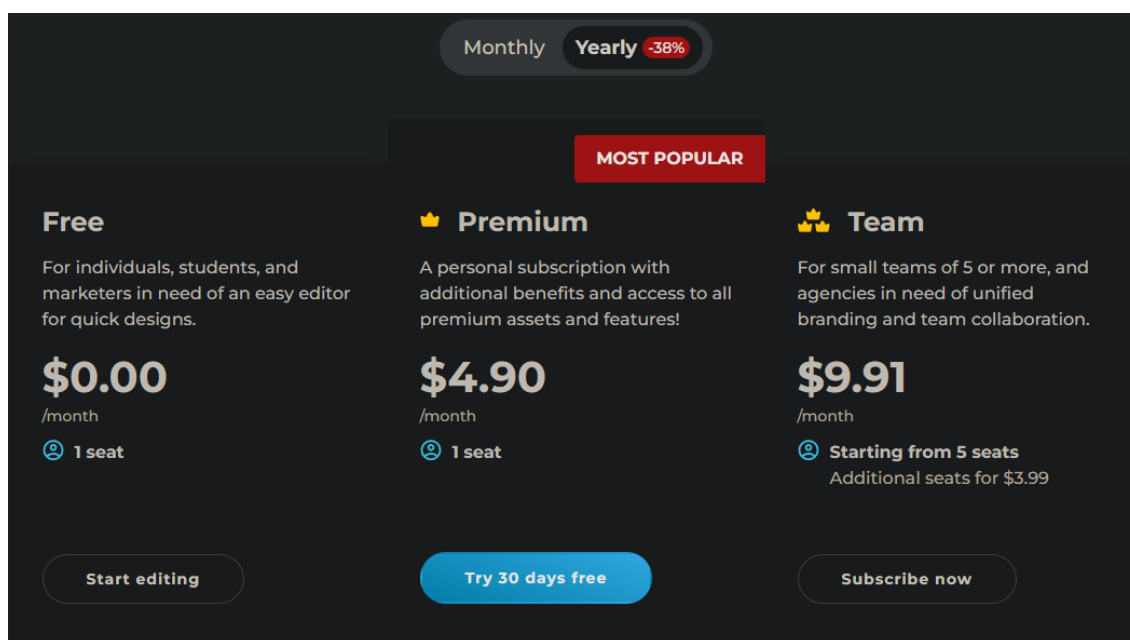 Monthly
Yearly -38%
MOST POPULAR
Free
For individuals, students, and
marketers in need of an easy editor
for quick designs.
$0.00
/month
1 seat
Start editing
Premium
A personal subscription with
additional benefits and access to all
premium assets and features!
$4.90
/month
1 seat
Try 30 days free
Team
For small teams of 5 or more, and
agencies in need of unified
branding and team collaboration.
$9.91
/month
Starting from 5 seats
Additional seats for $3.99
Subscribe now